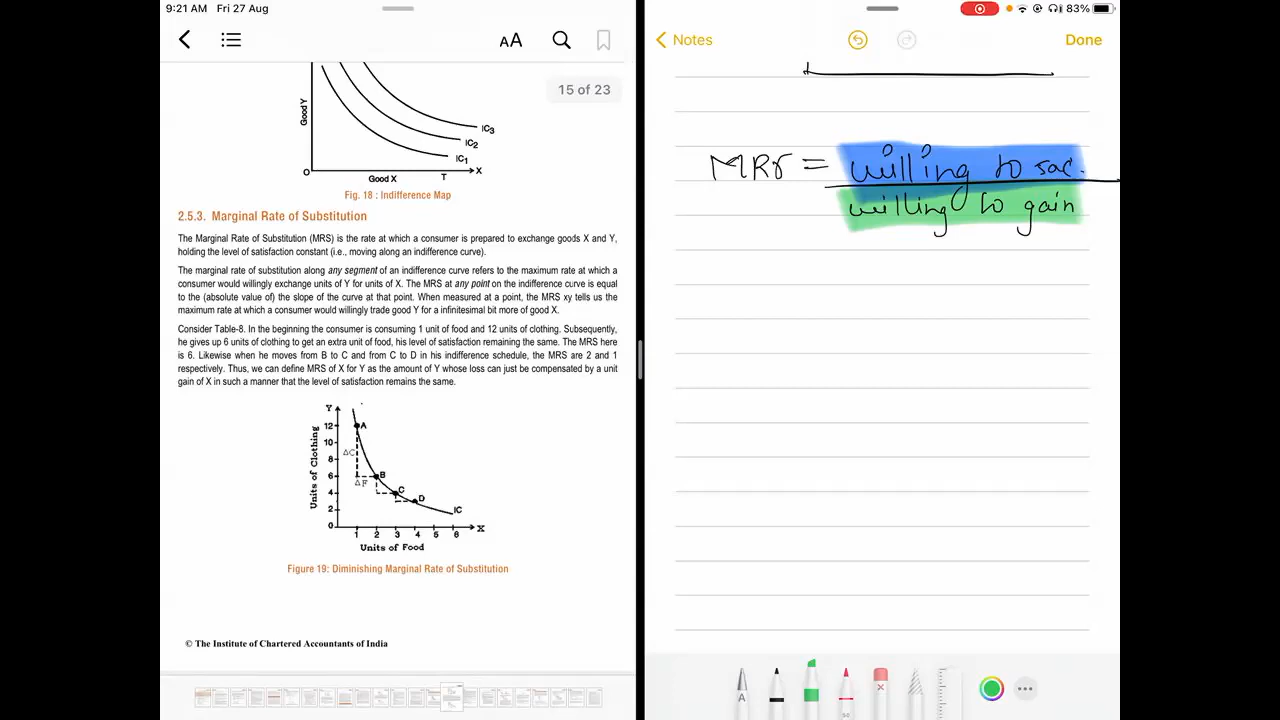 9:21 AM Fri 27 Aug
83%
AA
15 of 23
Good Y
IC3
IC2
IC1
O
X
Good X
T
Fig. 18 : Indifference Map
2.5.3. Marginal Rate of Substitution
The Marginal Rate of Substitution (MRS) is the rate at which a consumer is prepared to exchange goods X and Y,
holding the level of satisfaction constant (i.e., moving along an indifference curve).
The marginal rate of substitution along any segment of an indifference curve refers to the maximum rate at which a
consumer would willingly exchange units of Y for units of X. The MRS at any point on the indifference curve is equal
to the (absolute value of) the slope of the curve at that point. When measured at a point, the MRS xy tells us the
maximum rate at which a consumer would willingly trade good Y for a infinitesimal bit more of good X.
Consider Table-8. In the beginning the consumer is consuming 1 unit of food and 12 units of clothing. Subsequently,
he gives up 6 units of clothing to get an extra unit of food, his level of satisfaction remaining the same. The MRS here
is 6. Likewise when he moves from B to C and from C to D in his indifference schedule, the MRS are 2 and 1
respectively. Thus, we can define MRS of X for Y as the amount of Y whose loss can just be compensated by a unit
gain of X in such a manner that the level of satisfaction remains the same.
Y
12
10
8
6
4
2
0
Units of Clothing
A
ΔC
B
ΔF
C
D
IC
X
1 2 3 4 5 6
Units of Food
Figure 19: Diminishing Marginal Rate of Substitution
© The Institute of Chartered Accountants of India
Notes
Done
MRS = willing to sac.
willing to gain